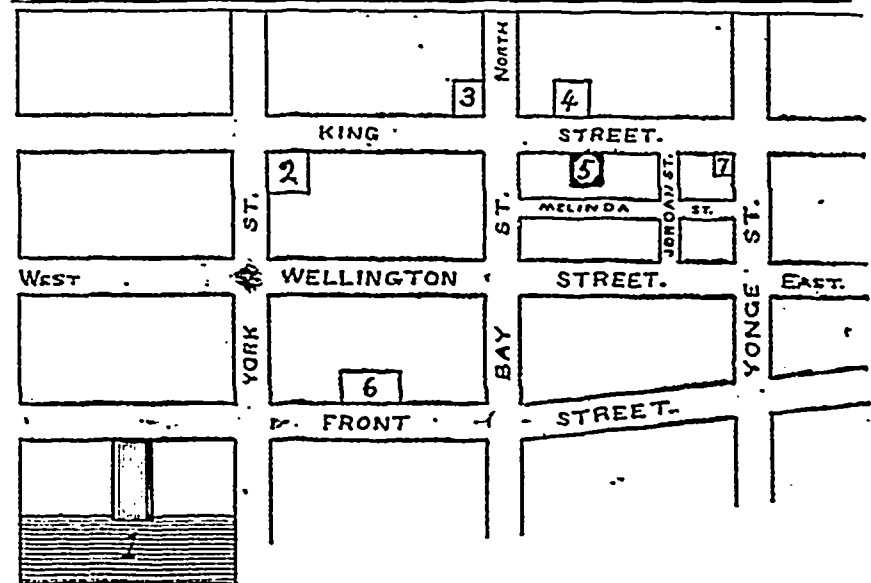 NORTH
3 4
KING STREET.
2 5 7
MELINDA ST.
JORDAN ST.
ST. ST. ST.
WEST WELLINGTON STREET. EAST.
YORK BAY YONGE
6
FRONT STREET.
1